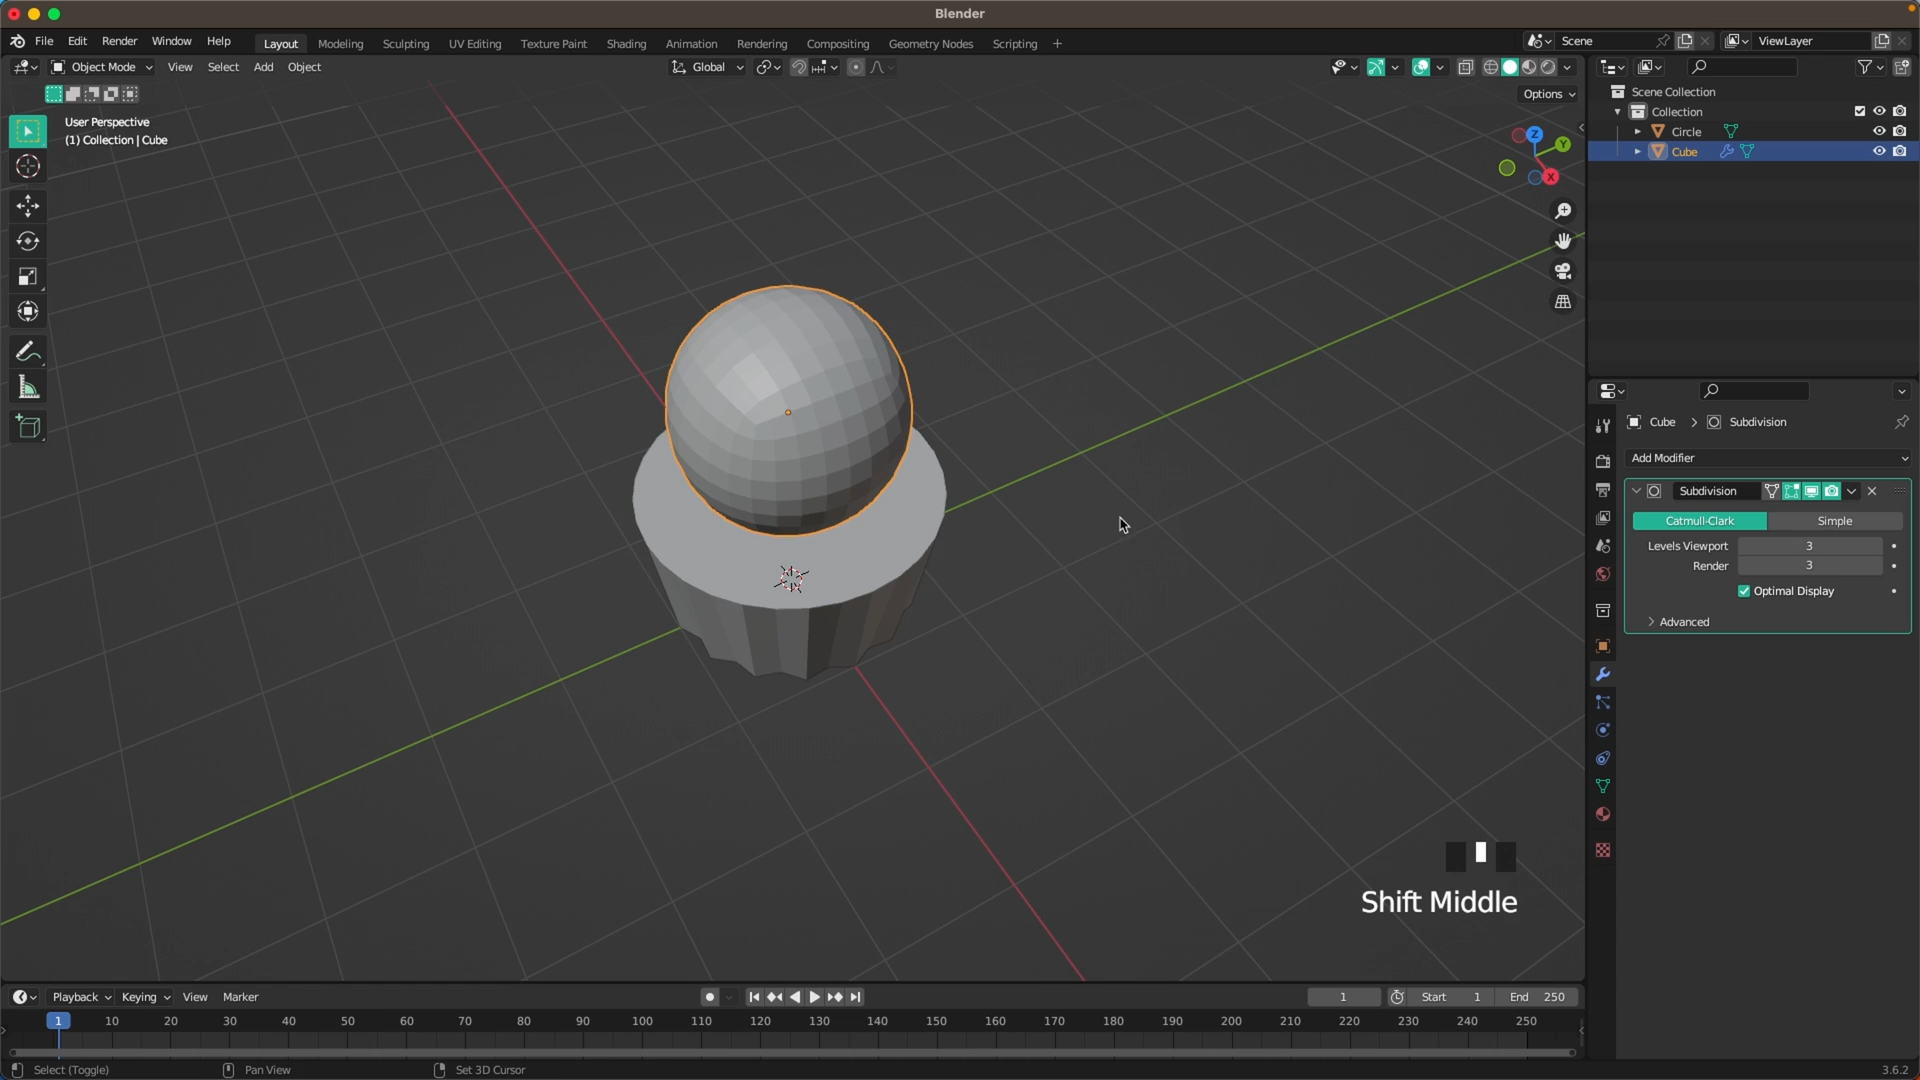 Blender
File Edit Render Window Help Layout Modeling Sculpting UV Editing Texture Paint Shading Animation Rendering Compositing Geometry Nodes Scripting + Scene ViewLayer
Object Mode View Select Add Object Global
Options
User Perspective
(1) Collection | Cube
Z
Y
X
Scene Collection
Collection
Circle
Cube
Cube > Subdivision
Add Modifier
Subdivision
Catmull-Clark Simple
Levels Viewport 3
Render 3
Optimal Display
Advanced
Shift Middle
Playback Keying View Marker 1 Start 1 End 250
1 10 20 30 40 50 60 70 80 90 100 110 120 130 140 150 160 170 180 190 200 210 220 230 240 250
Select (Toggle) Pan View Set 3D Cursor 3.6.2